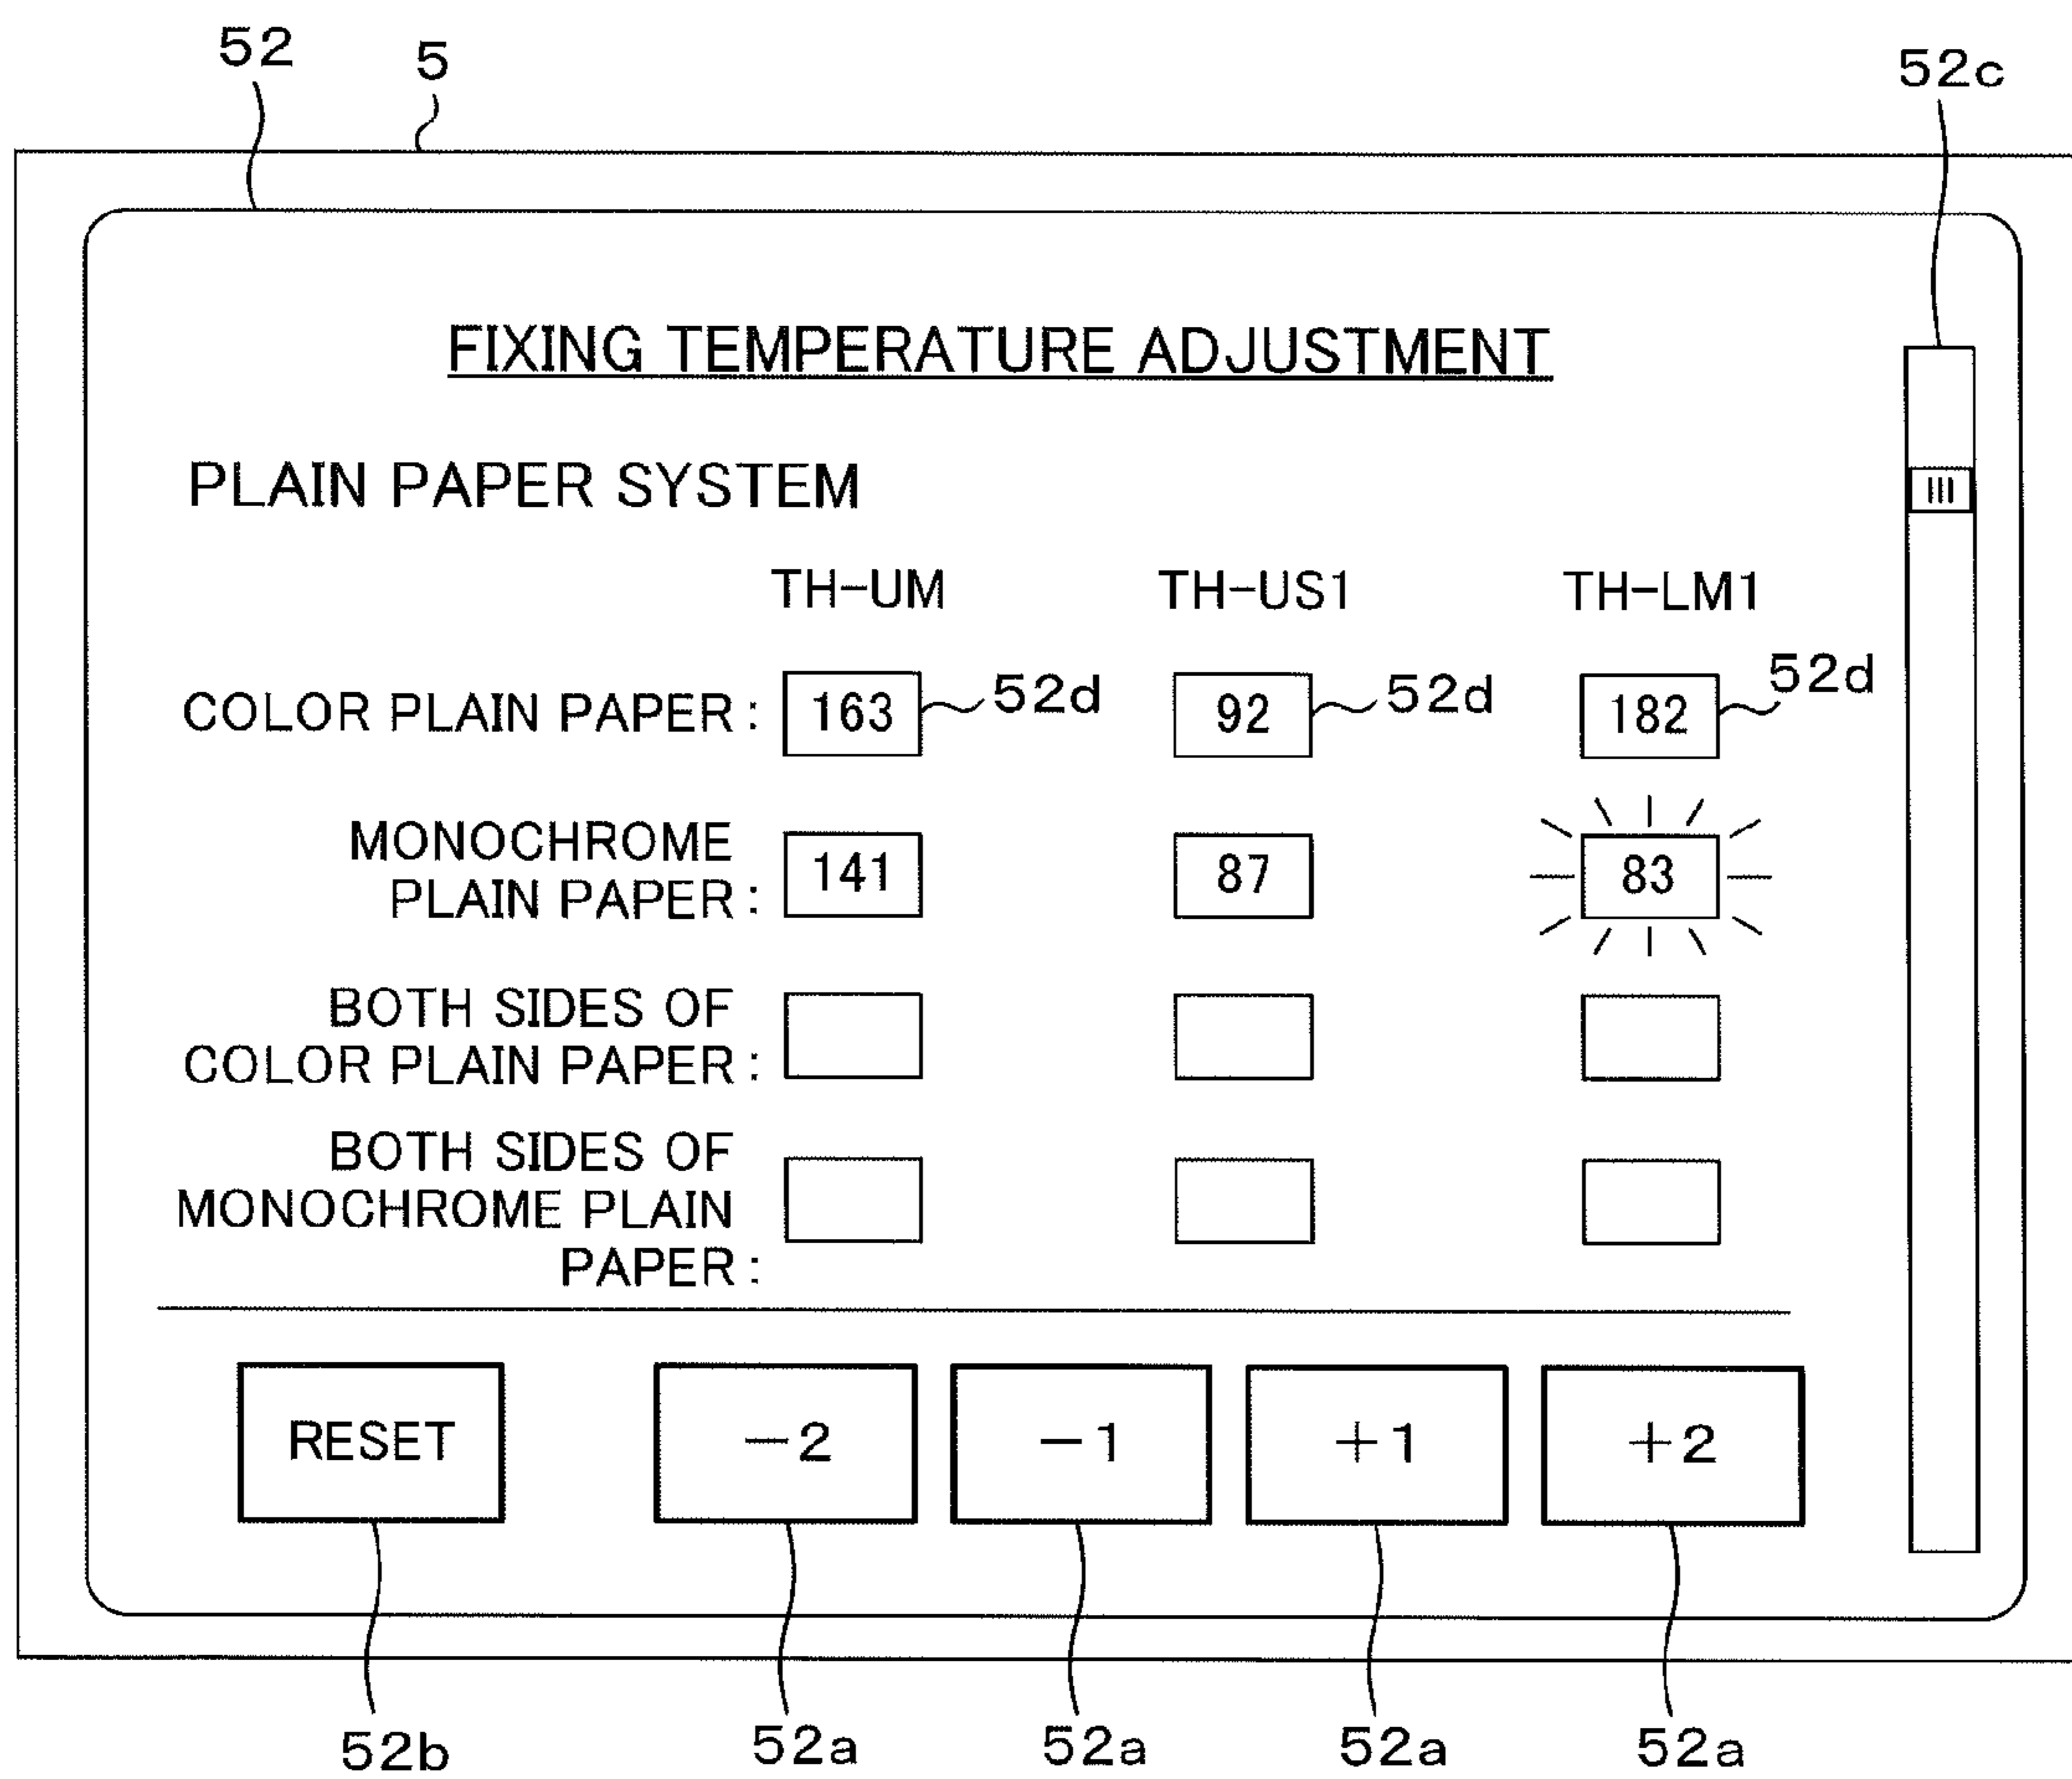 52
5
52c
FIXING TEMPERATURE ADJUSTMENT
PLAIN PAPER SYSTEM
TH-UM TH-US1 TH-LM1
COLOR PLAIN PAPER: 163 52d 92 52d 182 52d
MONOCHROME
PLAIN PAPER: 141 87 83
BOTH SIDES OF
COLOR PLAIN PAPER:
BOTH SIDES OF
MONOCHROME PLAIN
PAPER:
RESET -2 -1 +1 +2
52b 52a 52a 52a 52a